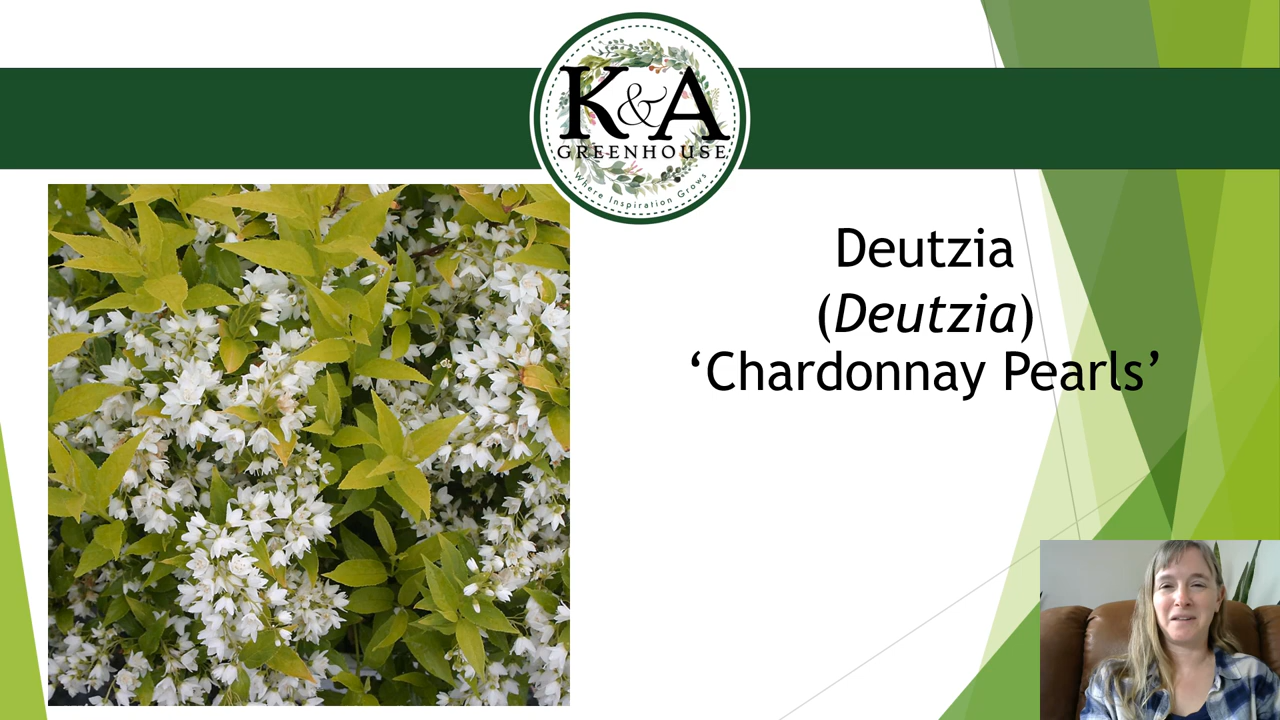 K&A
GREENHOUSE
Where Inspiration Grows
Deutzia
(Deutzia)
‘Chardonnay Pearls’